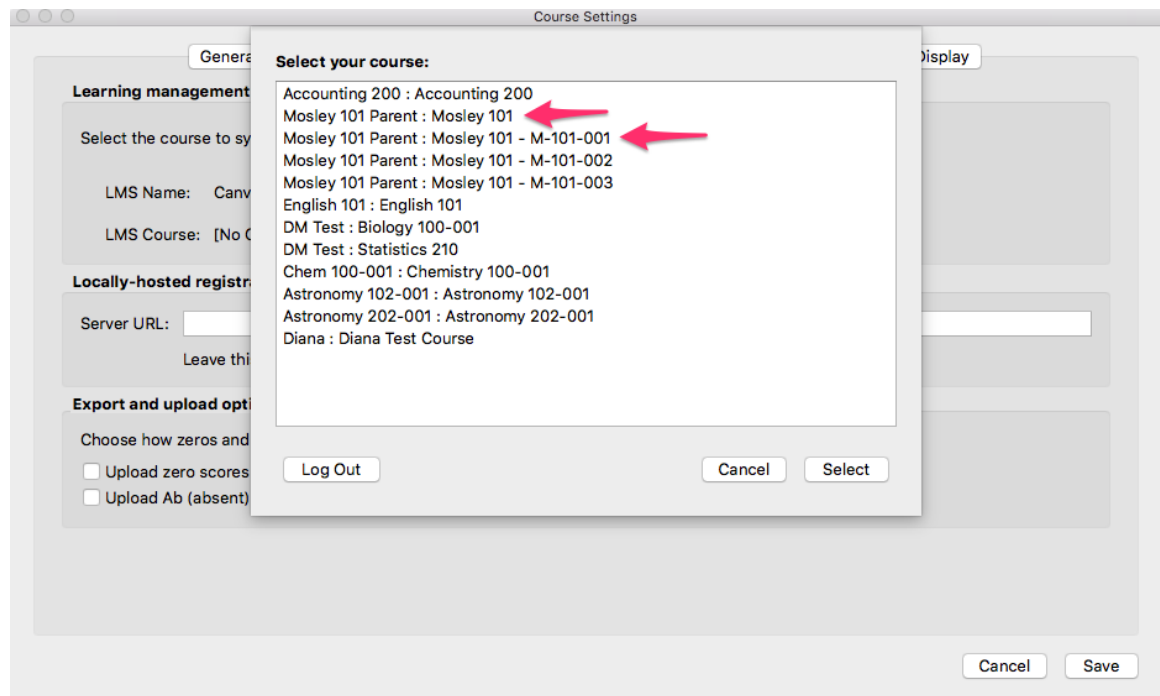 Course Settings
Select your course:
Accounting 200 : Accounting 200
Mosley 101 Parent : Mosley 101
Mosley 101 Parent : Mosley 101 - M-101-001
Mosley 101 Parent : Mosley 101 - M-101-002
Mosley 101 Parent : Mosley 101 - M-101-003
English 101 : English 101
DM Test : Biology 100-001
DM Test : Statistics 210
Chem 100-001 : Chemistry 100-001
Astronomy 102-001 : Astronomy 102-001
Astronomy 202-001 : Astronomy 202-001
Diana : Diana Test Course
Log Out
Cancel
Select
Genera
Display
Learning management
Select the course to sy
LMS Name: Canv
LMS Course: [No
Locally-hosted registra
Server URL:
Leave thi
Export and upload opti
Choose how zeros and
Upload zero scores
Upload Ab (absent)
Cancel
Save